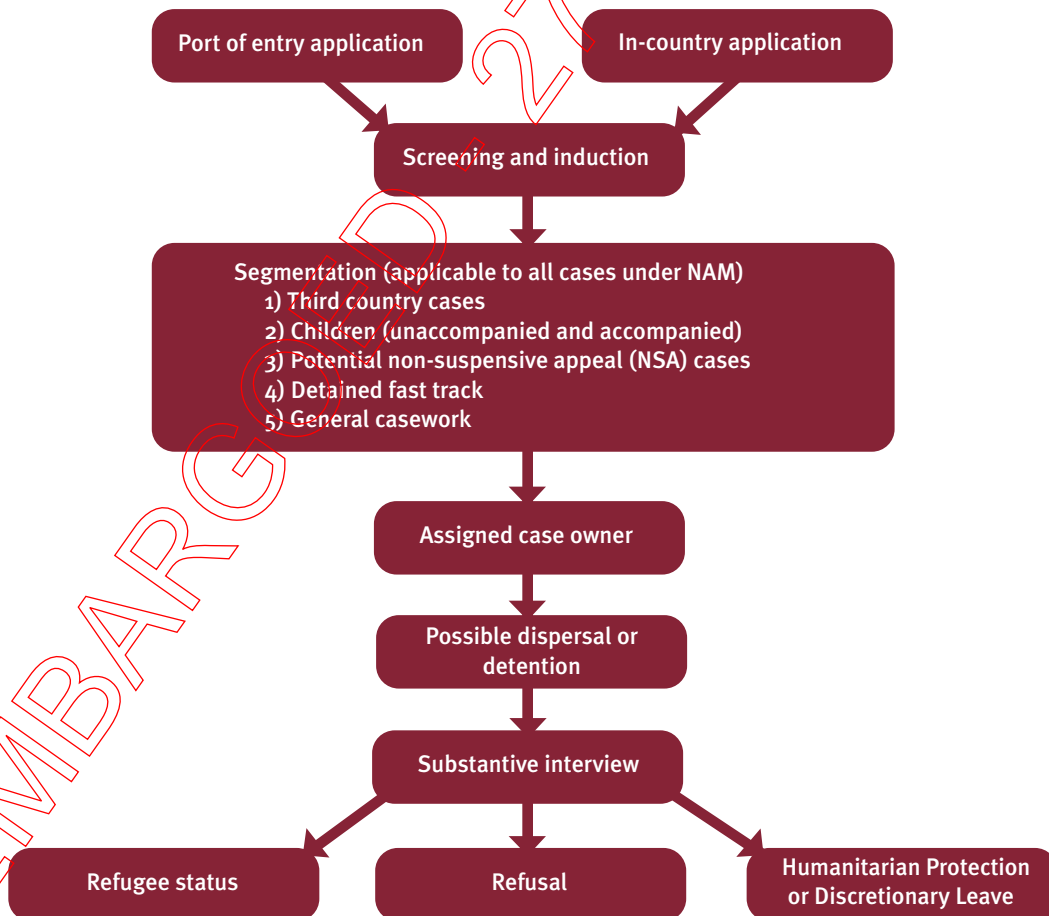 Port of entry application
In-country application
Screening and induction
Segmentation (applicable to all cases under NAM)
1) Third country cases
2) Children (unaccompanied and accompanied)
3) Potential non-suspensive appeal (NSA) cases
4) Detained fast track
5) General casework
Assigned case owner
Possible dispersal or
detention
Substantive interview
Refugee status
Refusal
Humanitarian Protection
or Discretionary Leave
MBARGOED - 2